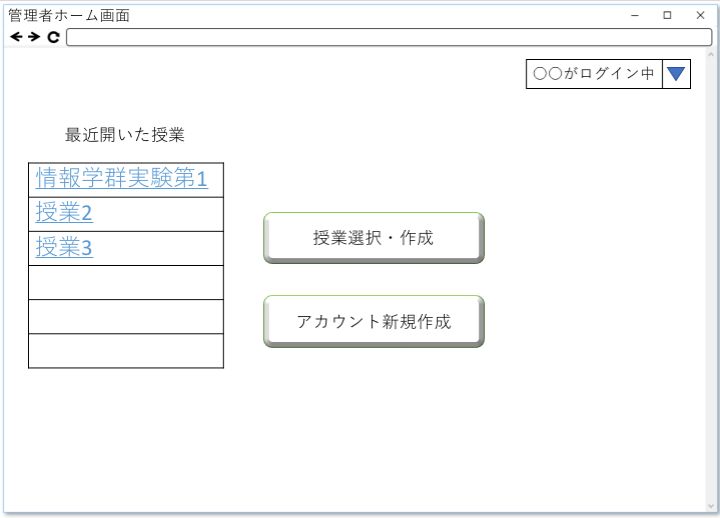 管理者ホーム画面
〇〇がログイン中
最近開いた授業
情報学群実験第1
授業2
授業3
授業選択・作成
アカウント新規作成